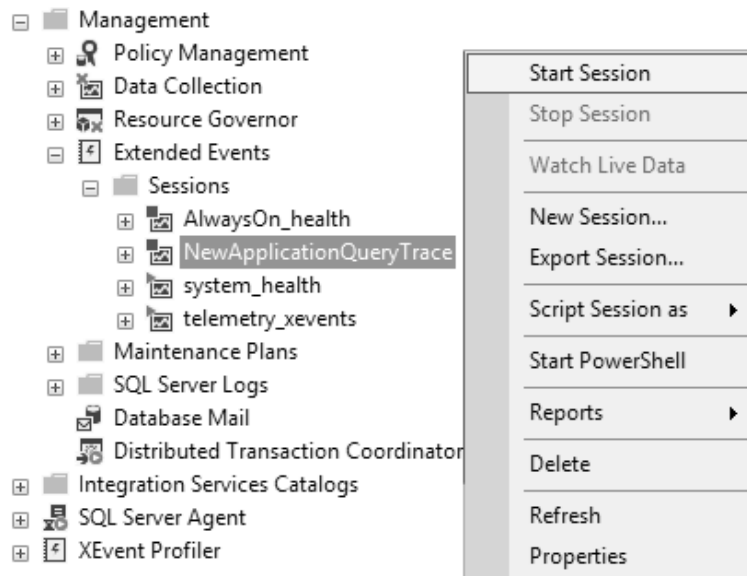 Management
Policy Management
Data Collection
Resource Governor
Extended Events
Sessions
AlwaysOn_health
NewApplicationQueryTrace
system_health
telemetry_xevents
Maintenance Plans
SQL Server Logs
Database Mail
Distributed Transaction Coordinator
Integration Services Catalogs
SQL Server Agent
XEvent Profiler
Start Session
Stop Session
Watch Live Data
New Session...
Export Session...
Script Session as
Start PowerShell
Reports
Delete
Refresh
Properties